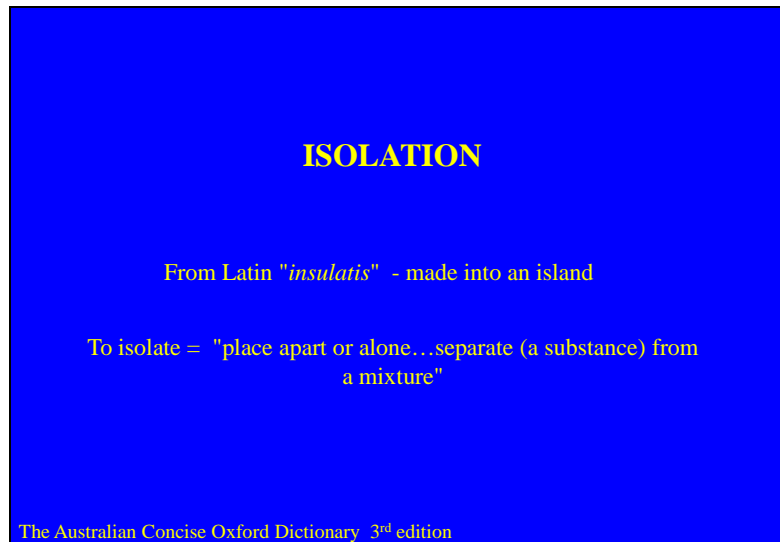 ISOLATION
From Latin "insulatis" - made into an island
To isolate = "place apart or alone…separate (a substance) from
a mixture"
The Australian Concise Oxford Dictionary 3rd edition